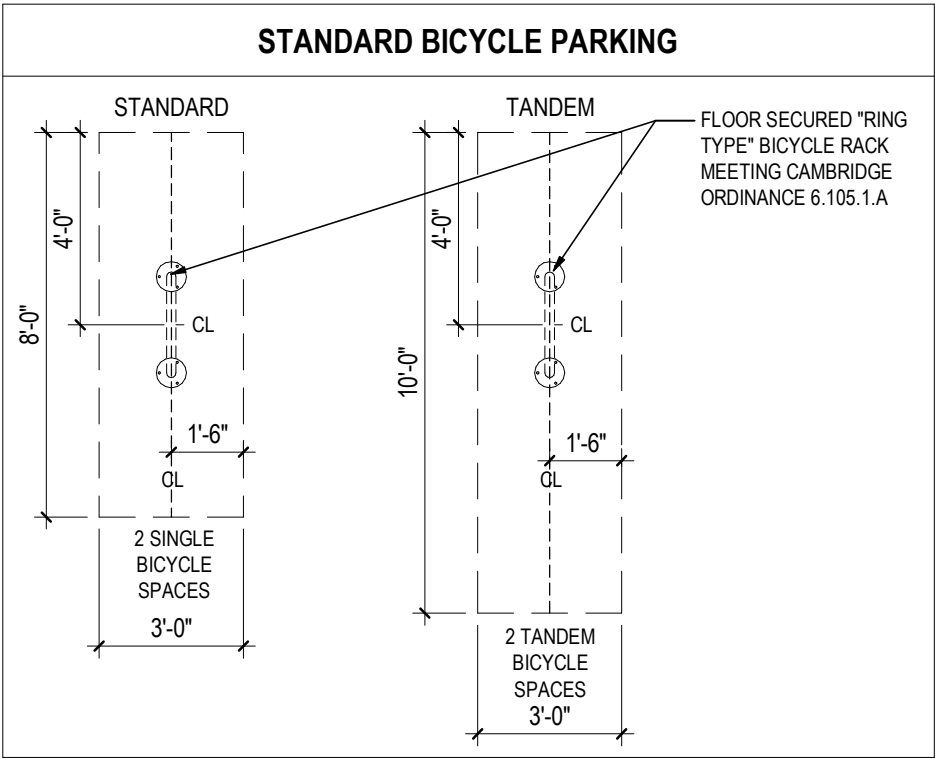 STANDARD BICYCLE PARKING
STANDARD
4'-0"
8'-0"
CL
1'-6"
CL
2 SINGLE
BICYCLE
SPACES
3'-0"
TANDEM
4'-0"
10'-0"
CL
1'-6"
CL
2 TANDEM
BICYCLE
SPACES
3'-0"
FLOOR SECURED "RING
TYPE" BICYCLE RACK
MEETING CAMBRIDGE
ORDINANCE 6.105.1.A